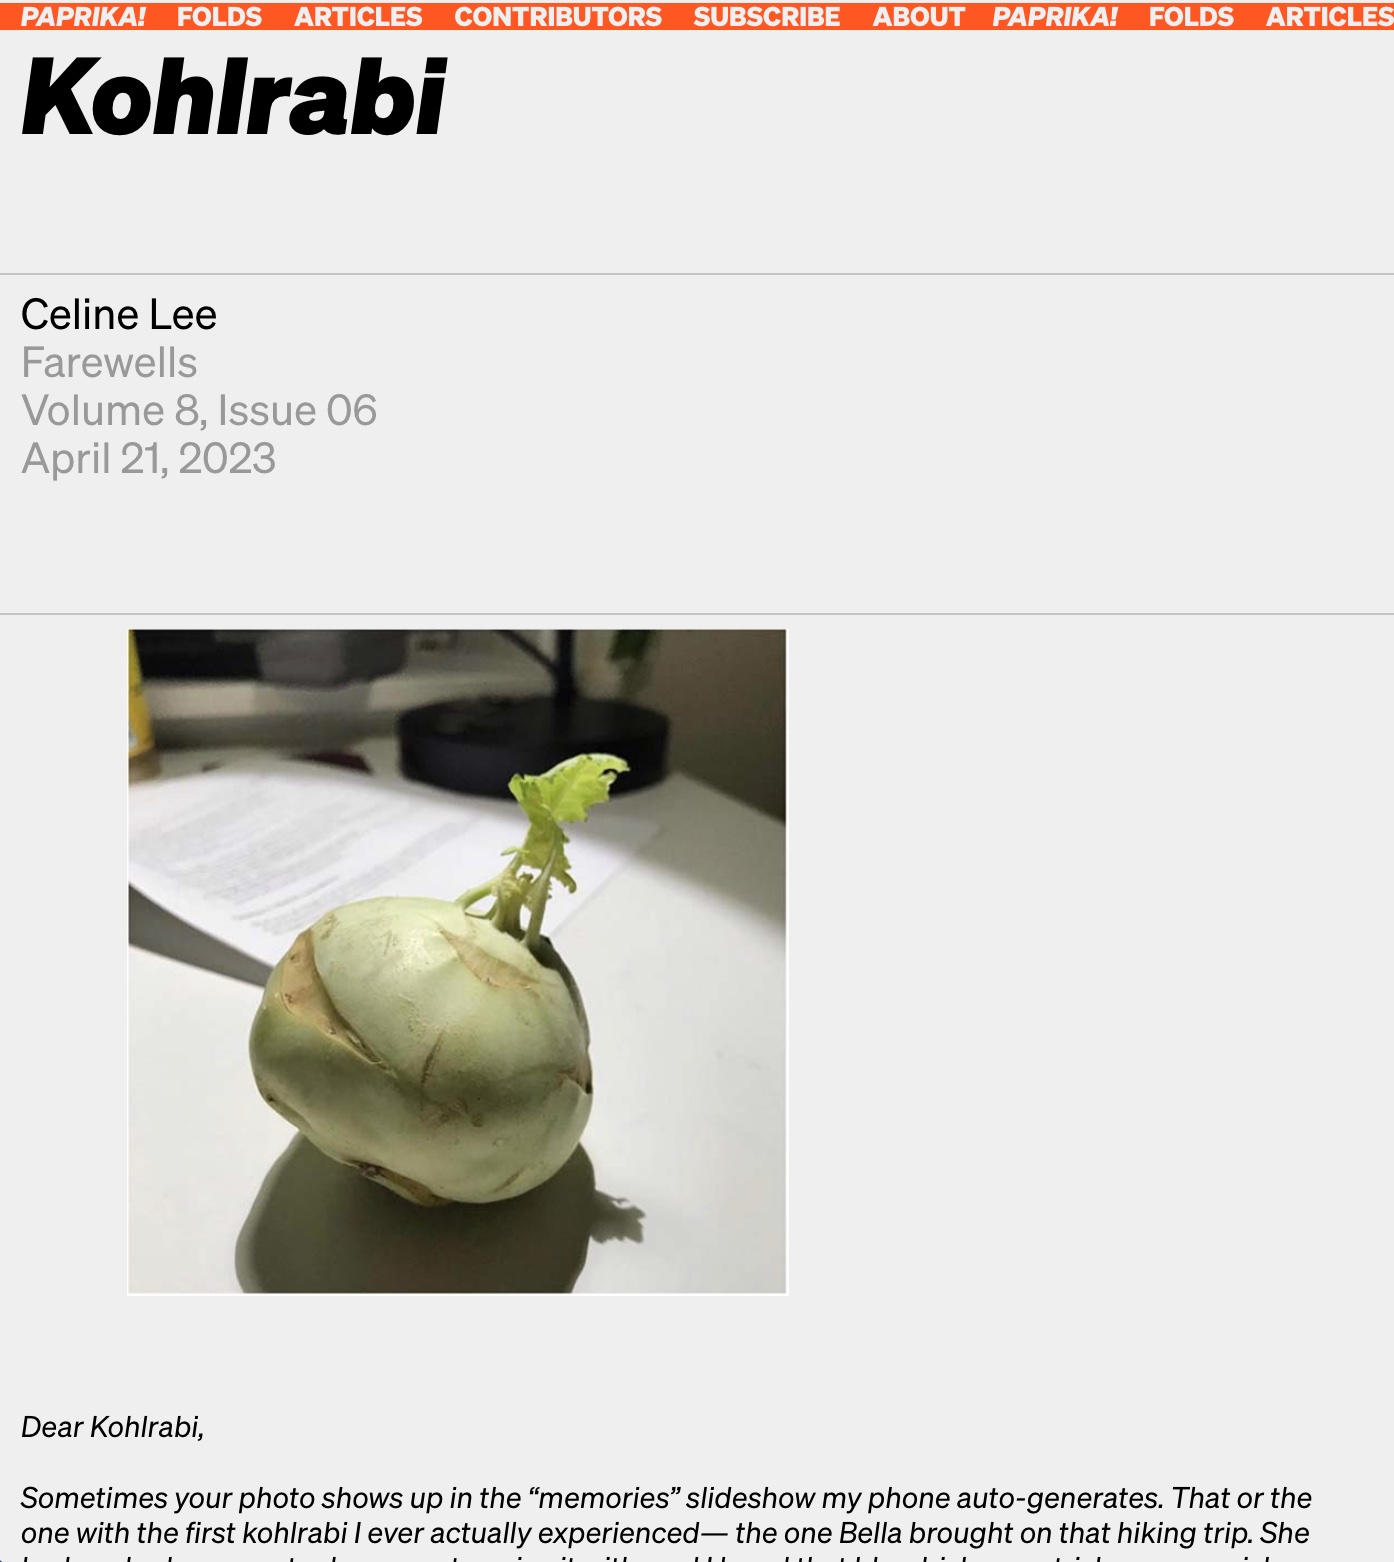 PAPRIKA! FOLDS ARTICLES CONTRIBUTORS SUBSCRIBE ABOUT PAPRIKA! FOLDS ARTICLES
Kohlrabi
Celine Lee
Farewells
Volume 8, Issue 06
April 21, 2023
Dear Kohlrabi,
Sometimes your photo shows up in the “memories” slideshow my phone auto-generates. That or the
one with the first kohlrabi I ever actually experienced— the one Bella brought on that hiking trip. She